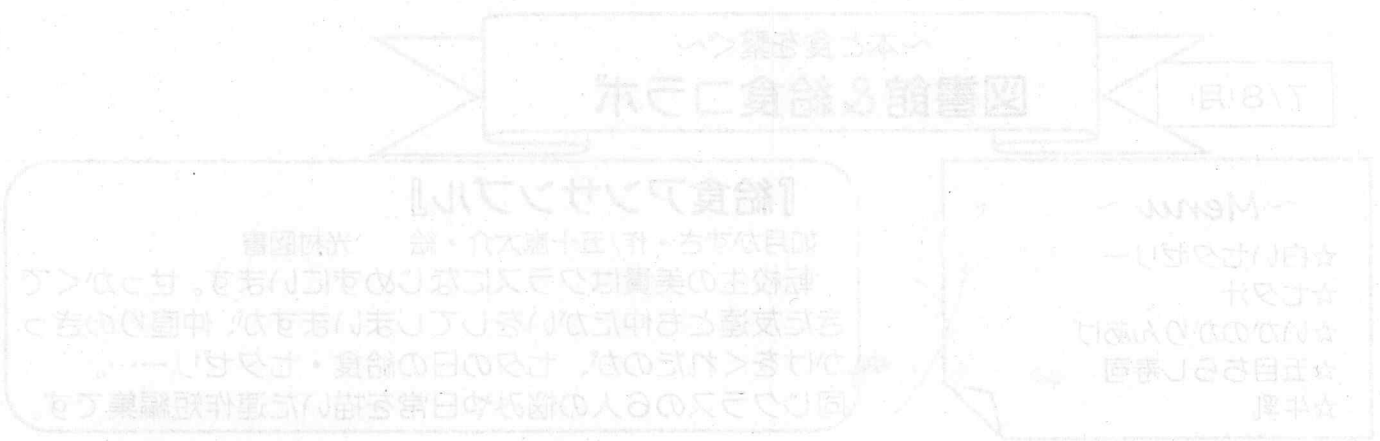 ～本と食を繋ぐ～
図書館＆給食コラボ
7/8(月)
『給食アンサンブル』
如月かずさ・作/五十嵐大介・絵　光村図書
転校生の美貴はクラスになじめずにいます。せっかくで
きた友達とも仲たがいをしてしまいますが、仲直りのきっ
かけをくれたのが、七夕の日の給食・七夕ゼリー…。
同じクラスの6人の悩みや日常を描いた連作短編集です。
～Menu～
☆白い七夕ゼリー
☆七夕汁
☆いかのかりんあげ
☆五目ちらし寿司
☆牛乳